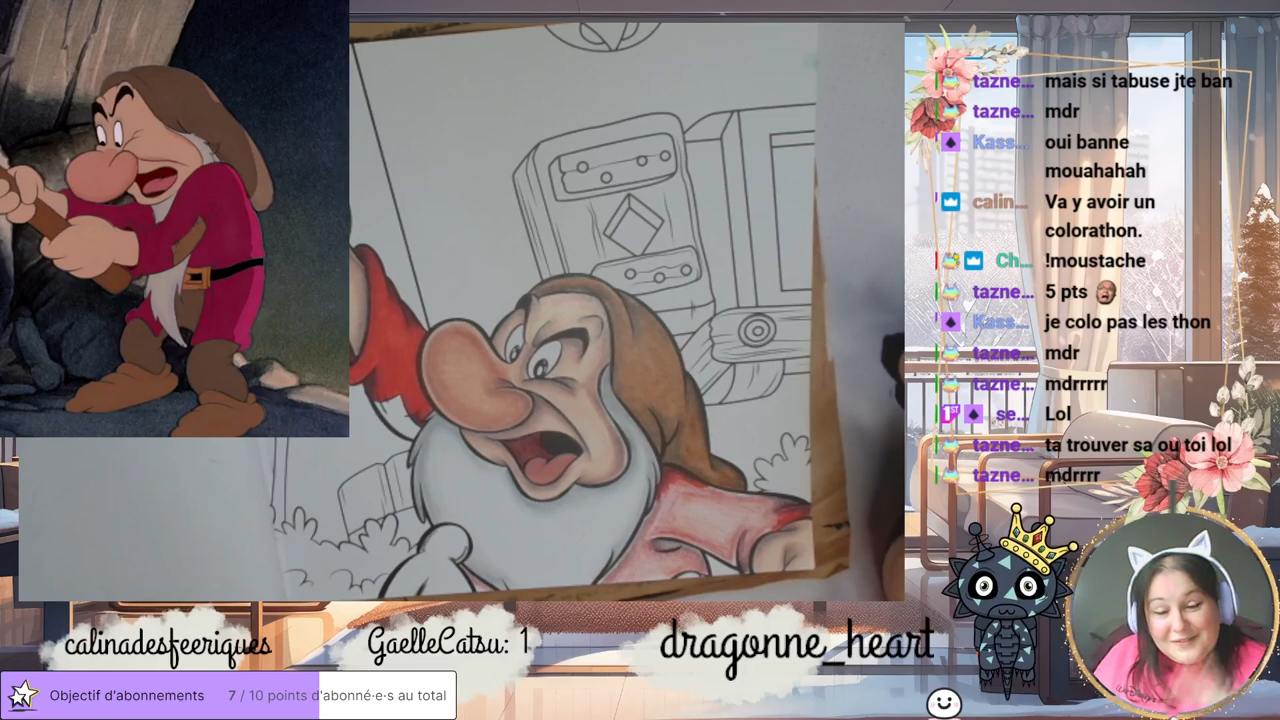 tazne... mais si tabuse jte ban
tazne... mdr
Kass... oui banne
mouahahah
calin... Va y avoir un
colorathon.
Ch... !moustache
tazne... 5 pts
Kass... je colo pas les thon
tazne... mdr
tazne... mdrrrrr
1ST se... Lol
tazne... ta trouver sa ou toi lol
tazne... mdrrrr
calinadesfeeriques
GaelleCatsu: 1
dragonne_heart
Objectif d'abonnements 7 / 10 points d'abonné·e·s au total